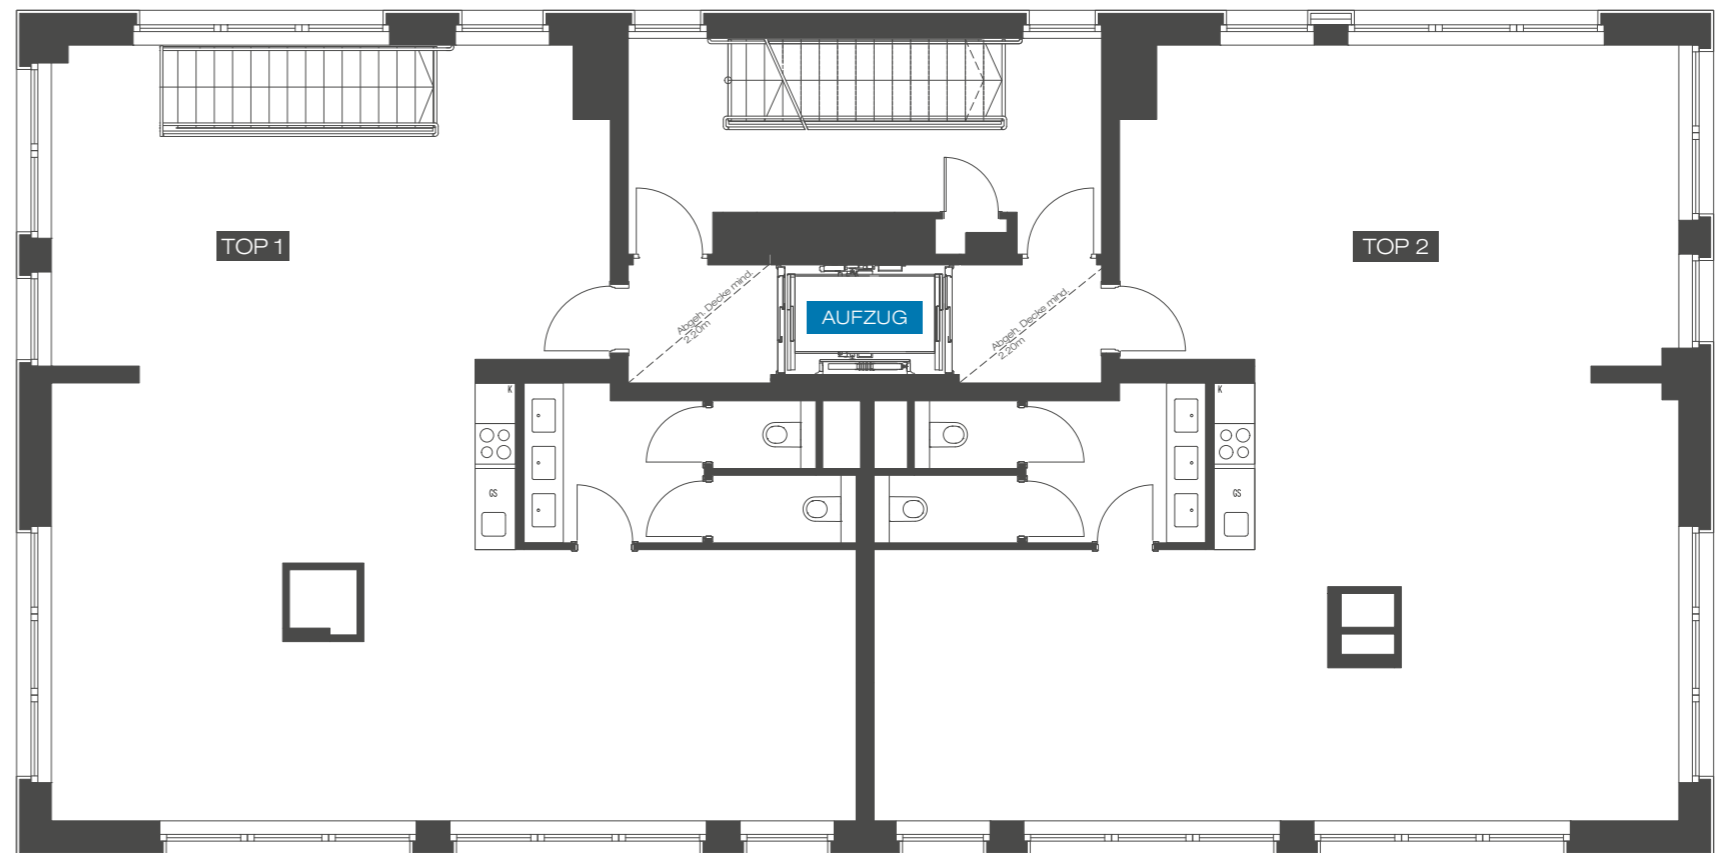 TOP 1
TOP 2
Abgeh. Decke mind.
2.20m
AUFZUG
Abgeh. Decke mind.
2.20m
K
K
GS
GS